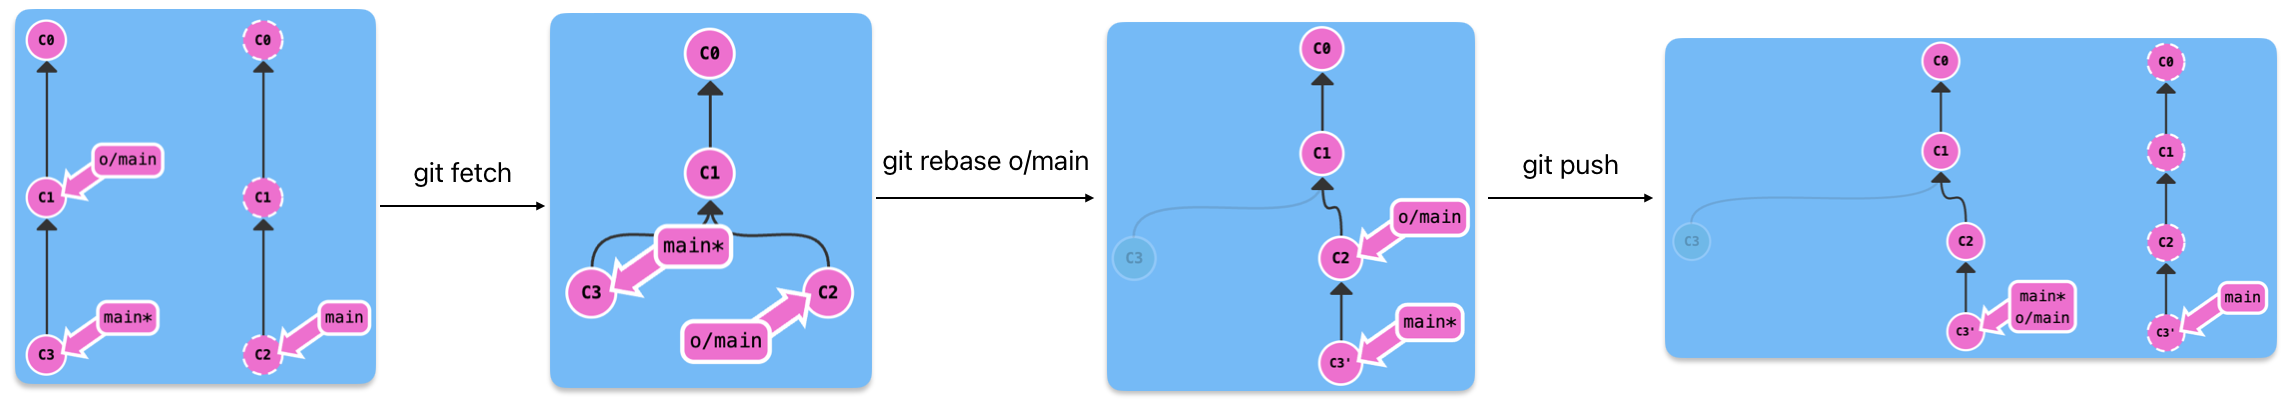 C0
C0
o/main
C1
C1
main*
main
C3
C2
git fetch
C0
C1
main*
C3
C2
o/main
git rebase o/main
C0
C1
o/main
C3
C2
main*
C3'
git push
C0
C0
C1
C1
C3
C2
C2
main*
o/main
main
C3'
C3'